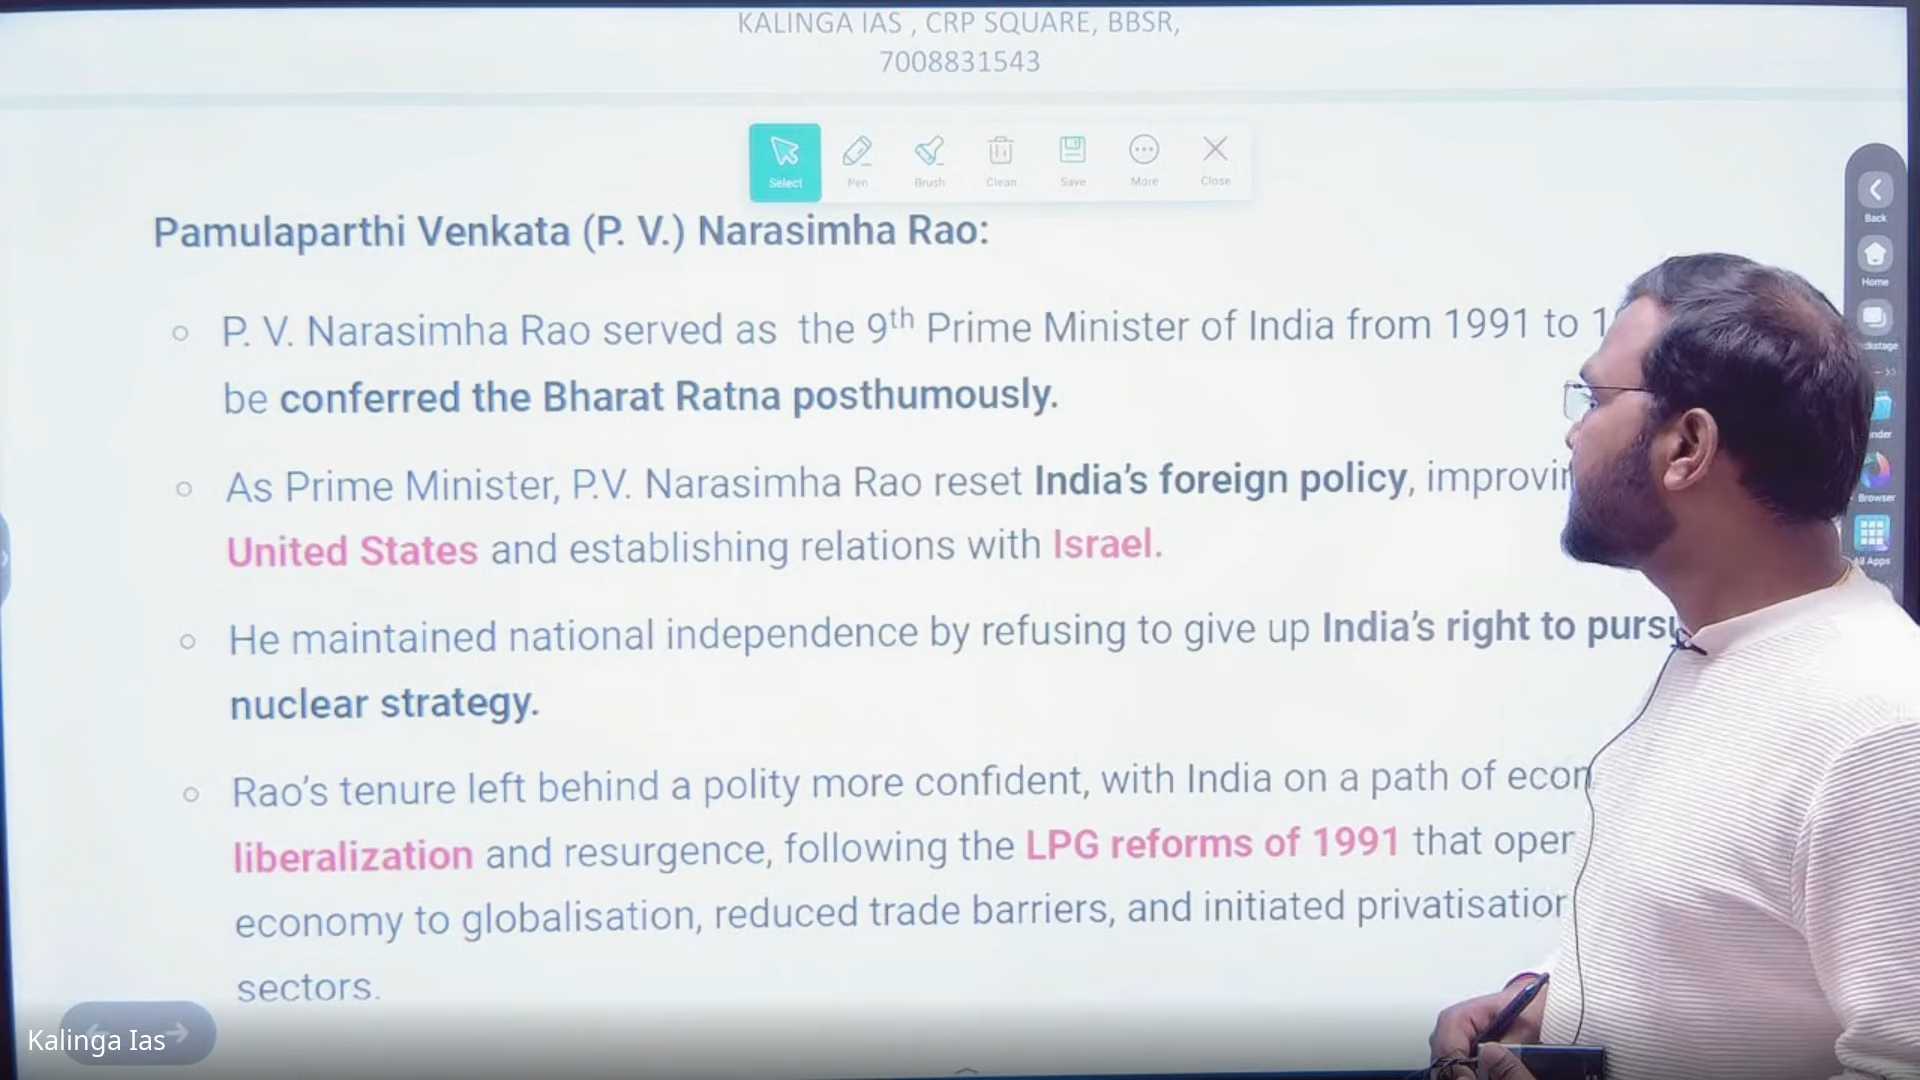 KALINGA IAS , CRP SQUARE, BBSR,
7008831543
Select Pen Brush Clean Save More Close
Pamulaparthi Venkata (P. V.) Narasimha Rao:
P. V. Narasimha Rao served as the 9th Prime Minister of India from 1991 to
be conferred the Bharat Ratna posthumously.
As Prime Minister, P.V. Narasimha Rao reset India's foreign policy,
United States and establishing relations with Israel.
He maintained national independence by refusing to give up India's right to
nuclear strategy.
Rao's tenure left behind a polity more confident, with India on a path of
liberalization and resurgence, following the LPG reforms of 1991 that
economy to globalisation, reduced trade barriers, and initiated
sectors.
Back
Home
Browser
All Apps
Kalinga Ias